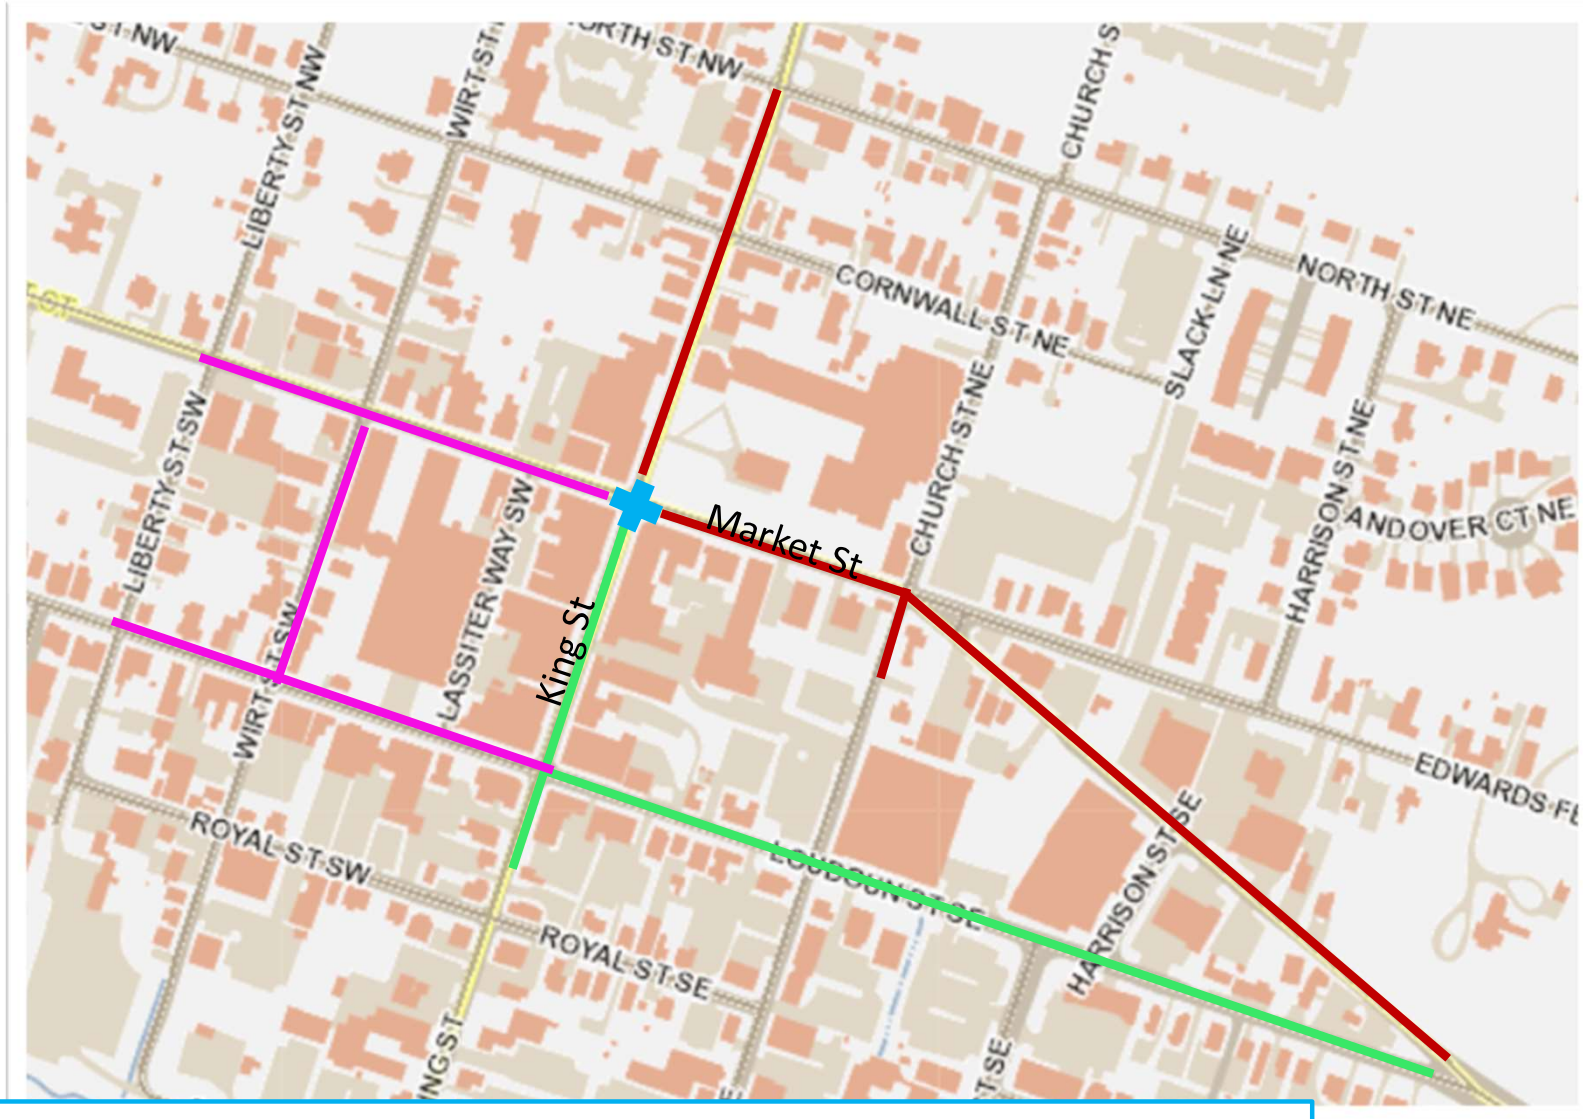 ST NW
LIBERTY ST NW
WIRT ST
NORTH ST NW
CHURCH S
CORNWALL ST NE
SLACK LN NE
NORTH ST NE
T ST
LIBERTY ST SW
LASSITER WAY SW
Market St
CHURCH ST NE
HARRISON ST NE
ANDOVER CT NE
King St
WIRT ST SW
EDWARDS FE
ROYAL ST SW
LOUDOUN ST SE
HARRISON ST SE
ROYAL ST SE
ING ST
T SE